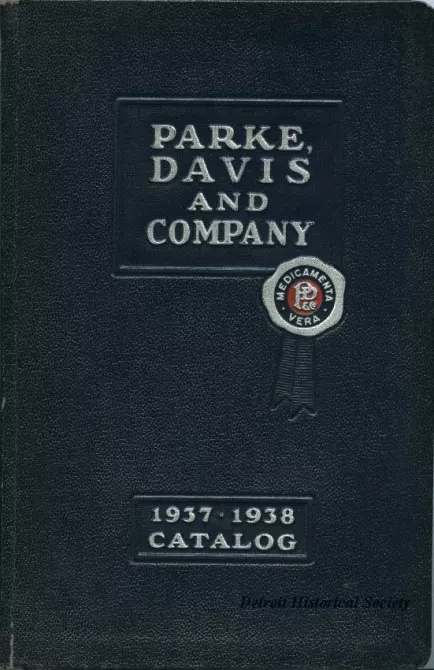 PARKE,
DAVIS
AND
COMPANY
MEDICAMENTA
PD
& Co
VERA
1937 · 1938
CATALOG
Detroit Historical Society